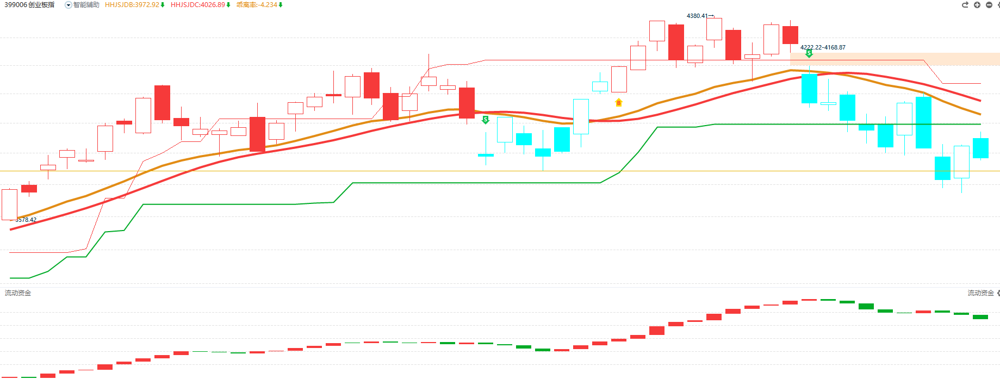 399006 创业板指 智能辅助 HHJSJDB:3972.92 HHJSJDC:4026.89 乖离率:-4.234
4380.41
4222.22-4168.87
S
B
S
3578.42
流动资金 流动资金